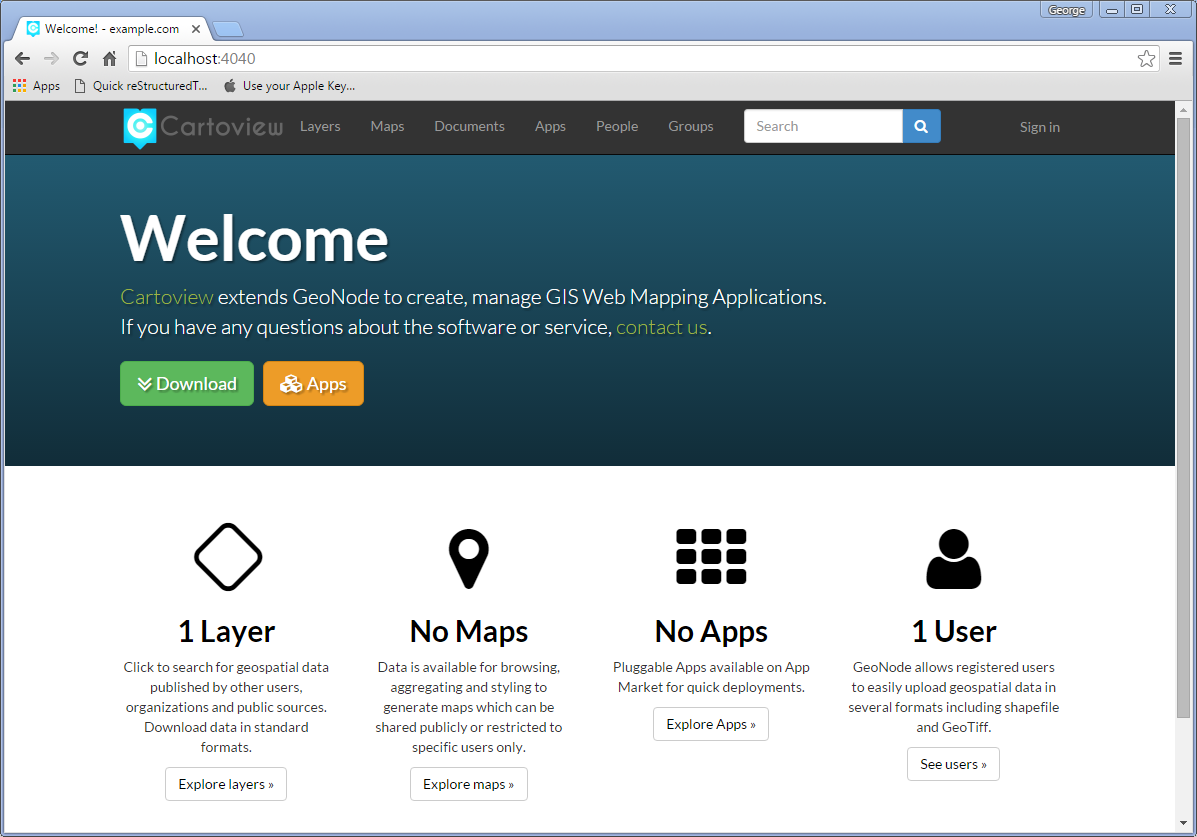 George
Welcome! - example.com
localhost:4040
Apps Quick reStructuredT... Use your Apple Key...
Cartoview Layers Maps Documents Apps People Groups Search Sign in
Welcome
Cartoview extends GeoNode to create, manage GIS Web Mapping Applications.
If you have any questions about the software or service, contact us.
Download Apps
1 Layer
Click to search for geospatial data
published by other users,
organizations and public sources.
Download data in standard
formats.
Explore layers »
No Maps
Data is available for browsing,
aggregating and styling to
generate maps which can be
shared publicly or restricted to
specific users only.
Explore maps »
No Apps
Pluggable Apps available on App
Market for quick deployments.
Explore Apps »
1 User
GeoNode allows registered users
to easily upload geospatial data in
several formats including shapefile
and GeoTiff.
See users »